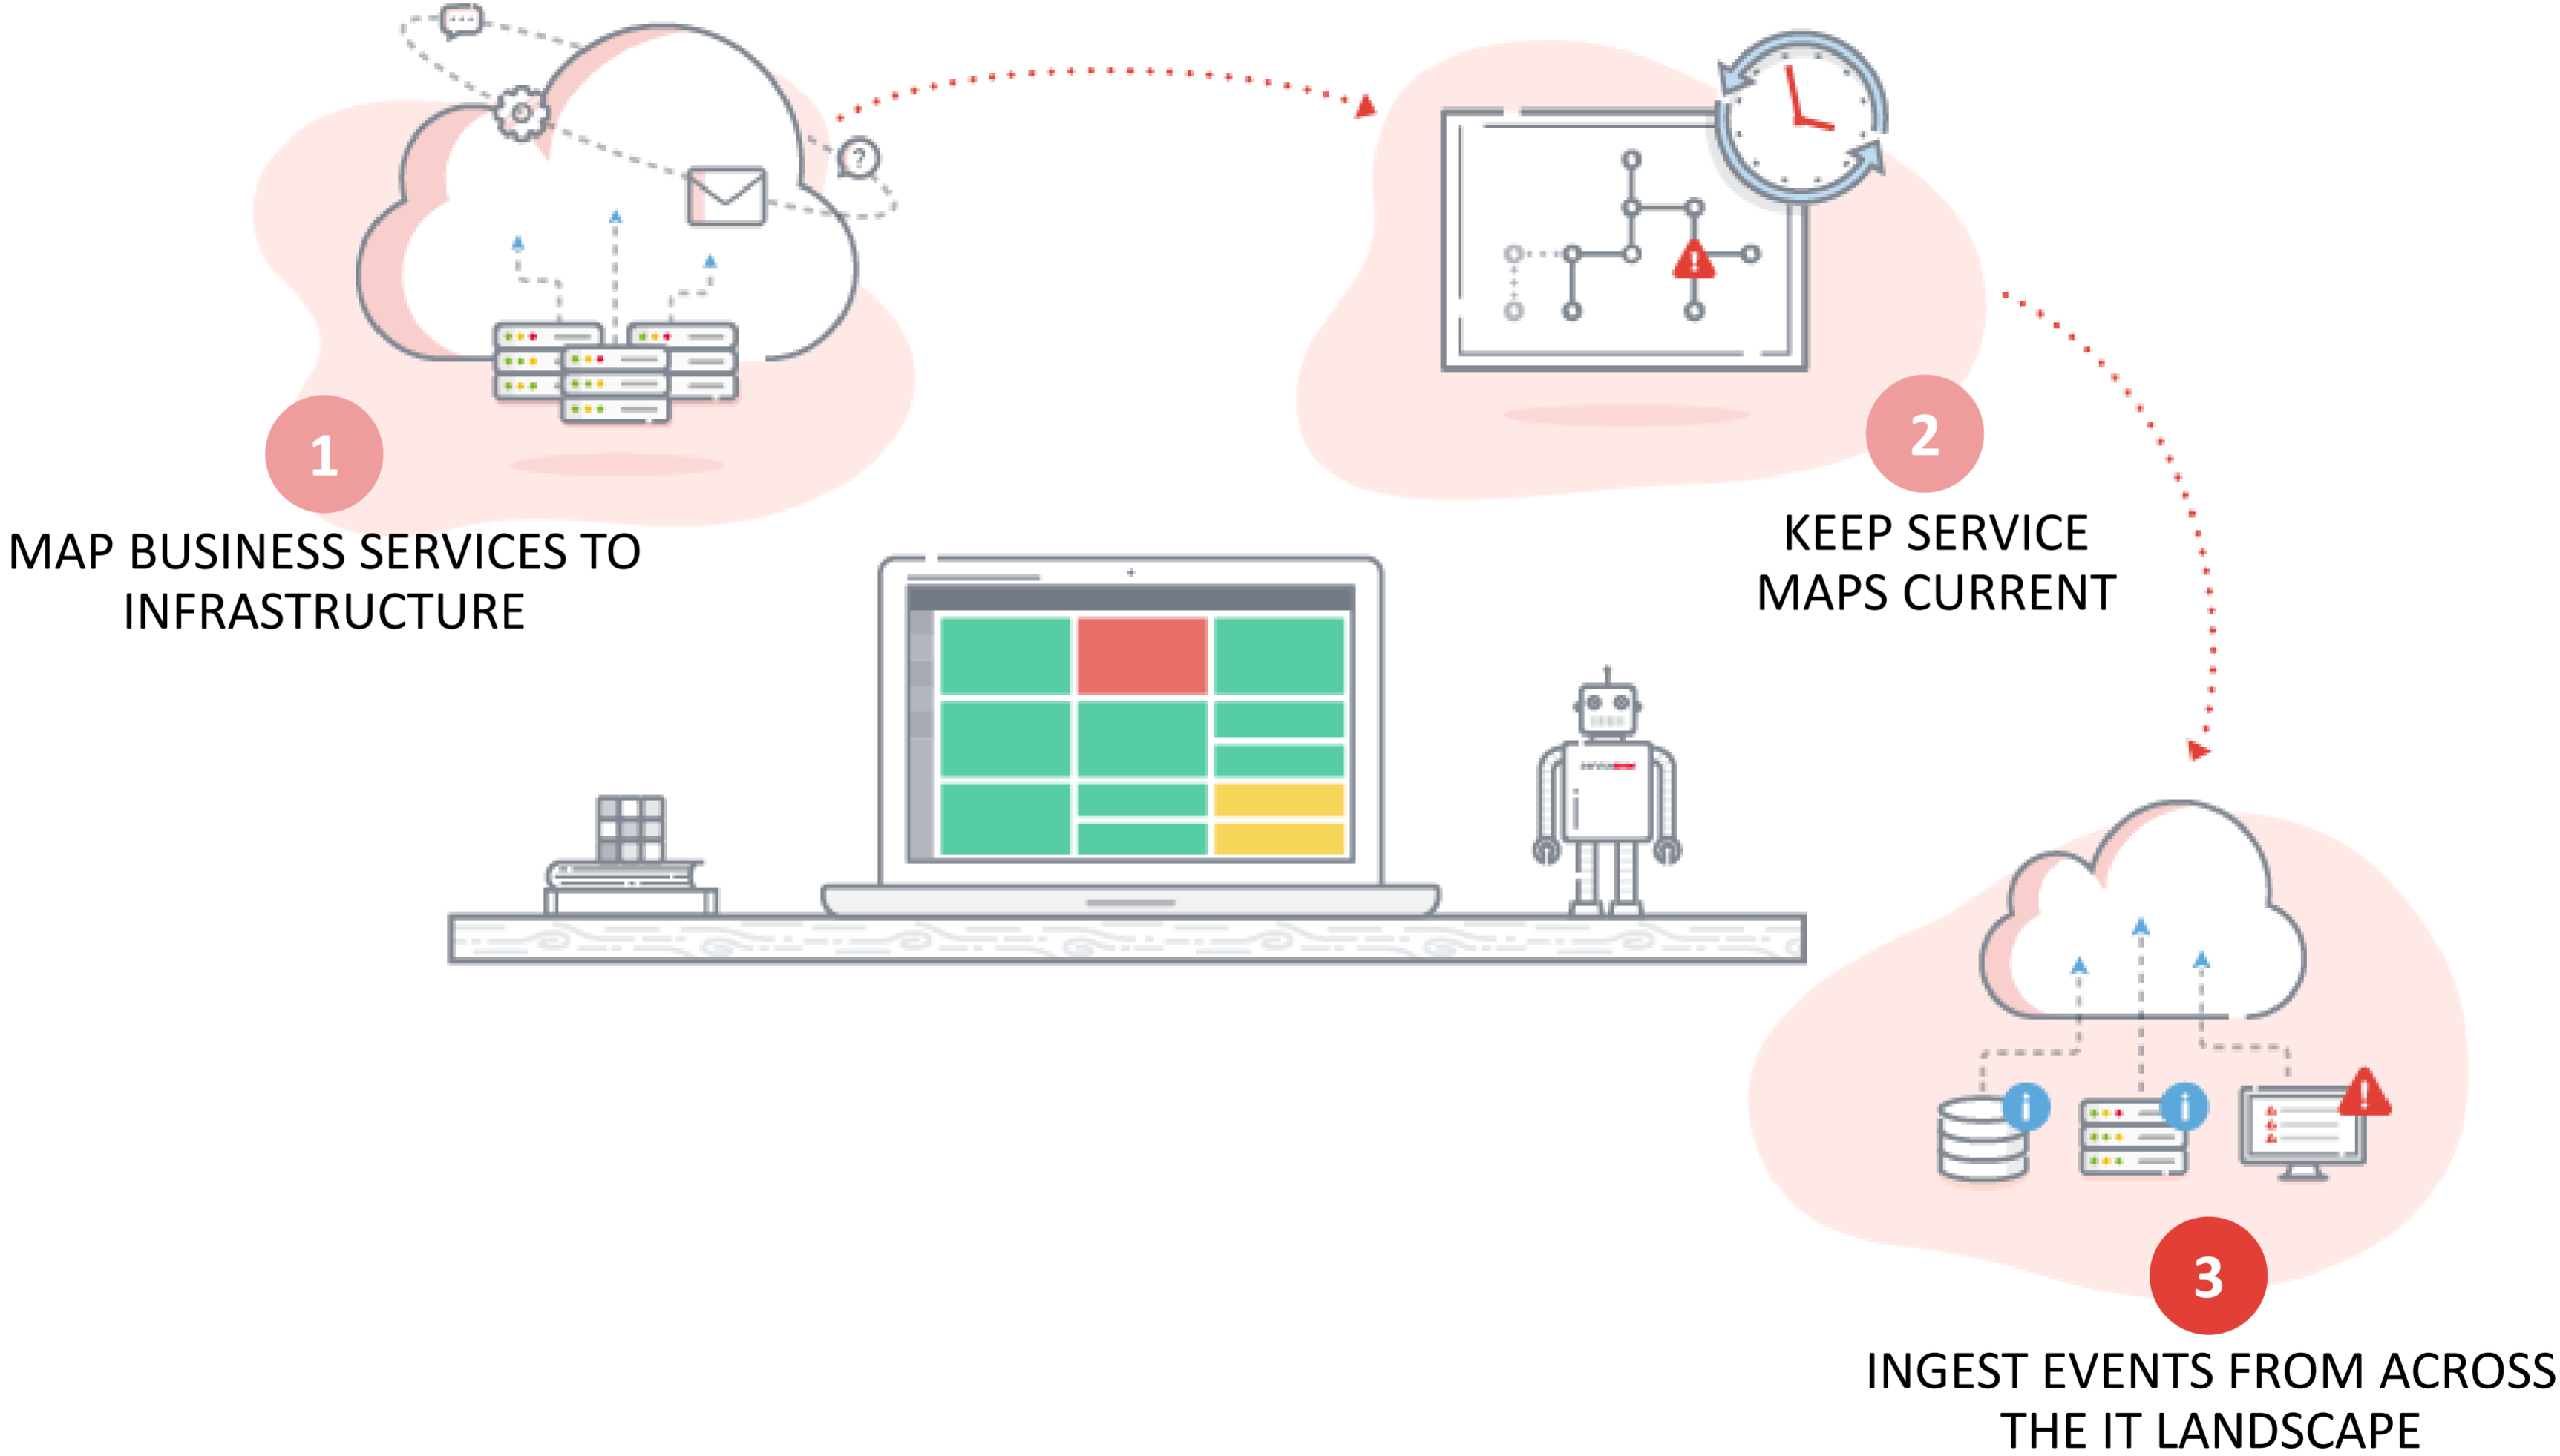 ?
1
MAP BUSINESS SERVICES TO
INFRASTRUCTURE
!
2
KEEP SERVICE
MAPS CURRENT
i
i
!
3
INGEST EVENTS FROM ACROSS
THE IT LANDSCAPE